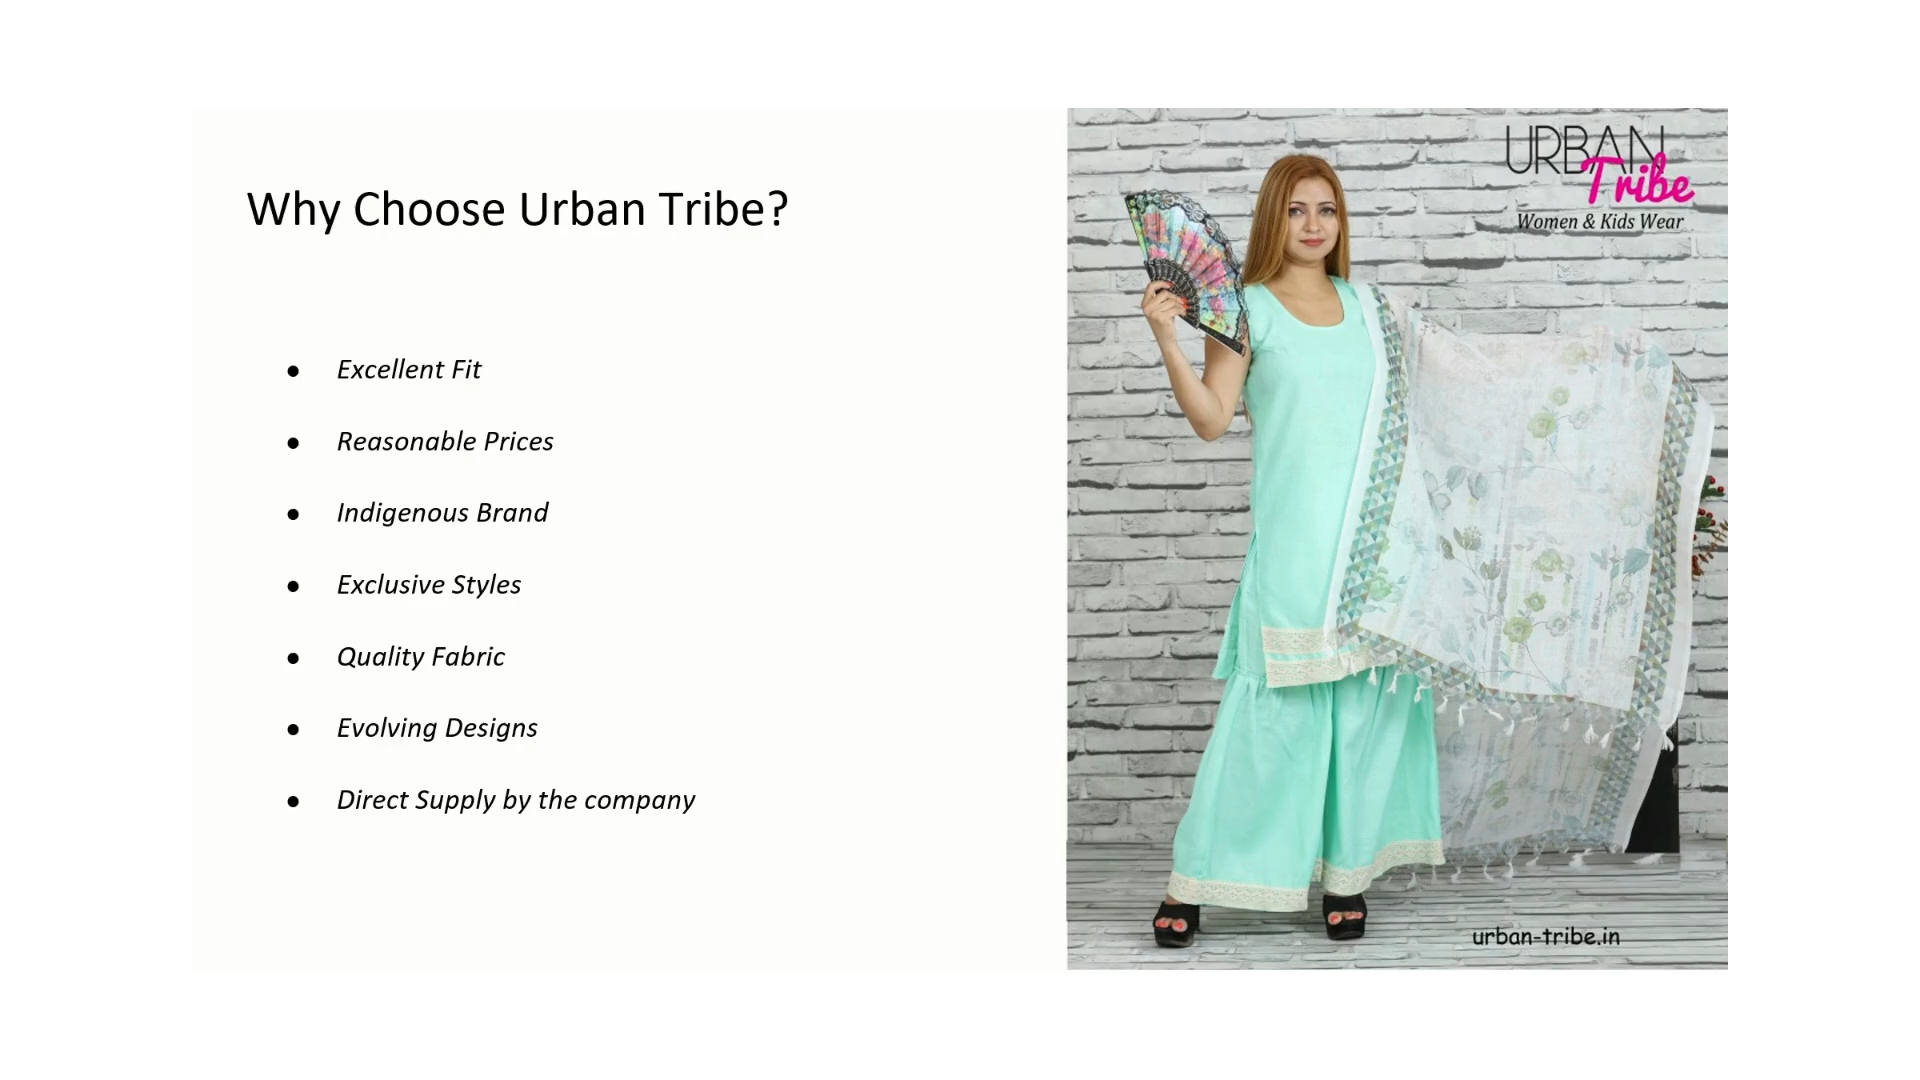 Why Choose Urban Tribe?
● Excellent Fit
● Reasonable Prices
● Indigenous Brand
● Exclusive Styles
● Quality Fabric
● Evolving Designs
● Direct Supply by the company
URBAN
Tribe
Women & Kids Wear
urban-tribe.in